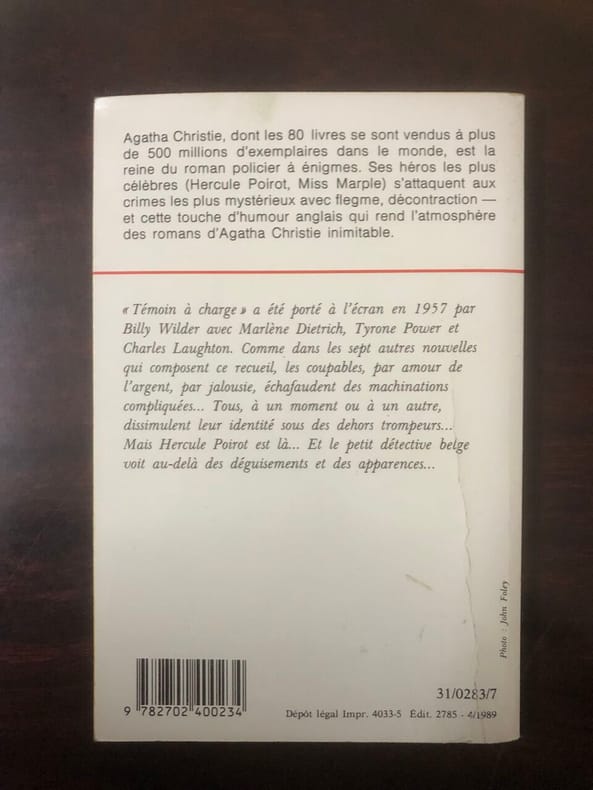 Agatha Christie, dont les 80 livres se sont vendus à plus
de 500 millions d'exemplaires dans le monde, est la
reine du roman policier à énigmes. Ses héros les plus
célèbres (Hercule Poirot, Miss Marple) s'attaquent aux
crimes les plus mystérieux avec flegme, décontraction —
et cette touche d'humour anglais qui rend l'atmosphère
des romans d'Agatha Christie inimitable.
« Témoin à charge » a été porté à l'écran en 1957 par
Billy Wilder avec Marlène Dietrich, Tyrone Power et
Charles Laughton. Comme dans les sept autres nouvelles
qui composent ce recueil, les coupables, par amour de
l'argent, par jalousie, échafaudent des machinations
compliquées... Tous, à un moment ou à un autre,
dissimulent leur identité sous des dehors trompeurs...
Mais Hercule Poirot est là... Et le petit détective belge
voit au-delà des déguisements et des apparences...
Photo : John Foley
9 782702 400234
31/0283/7
Dépôt légal Impr. 4033-5 Édit. 2785 - 4/1989